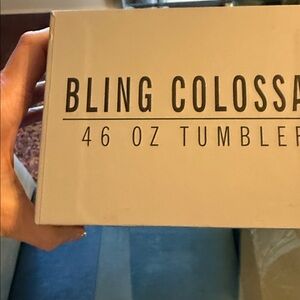 BLING COLOSSA
46 OZ TUMBLER